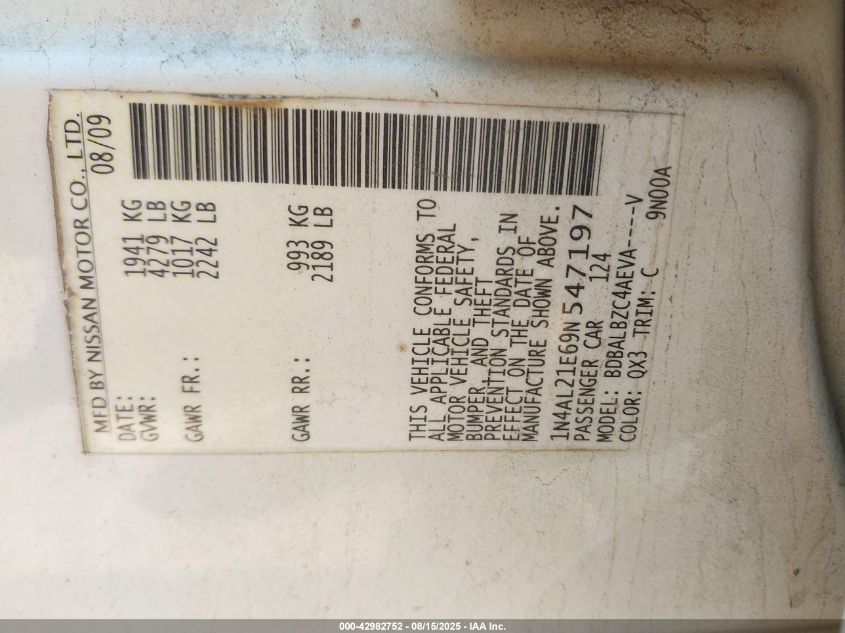 MFD BY NISSAN MOTOR CO., LTD.
DATE: 08/09
GVWR: 1941 KG
4279 LB
GAWR FR.: 1017 KG
2242 LB
GAWR RR.: 993 KG
2189 LB
THIS VEHICLE CONFORMS TO
ALL APPLICABLE FEDERAL
MOTOR VEHICLE SAFETY,
BUMPER AND THEFT
PREVENTION STANDARDS IN
EFFECT ON THE DATE OF
MANUFACTURE SHOWN ABOVE.
1N4AL21E69N547197
PASSENGER CAR 124
MODEL: BDBALBZC4AEVA----V
COLOR: QX3 TRIM: C 9N00A
000-42982752 - 08/15/2025 - IAA Inc.